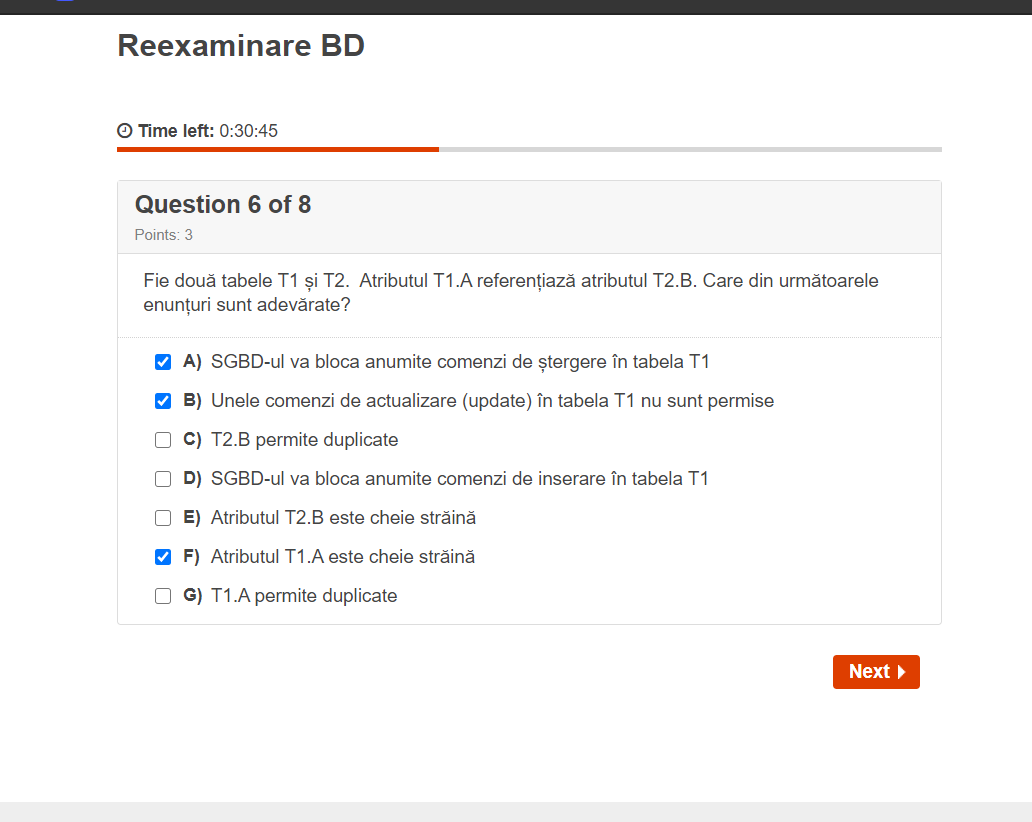 Reexaminare BD
Time left: 0:30:45
Question 6 of 8
Points: 3
Fie două tabele T1 și T2. Atributul T1.A referențiază atributul T2.B. Care din următoarele
enunțuri sunt adevărate?
A) SGBD-ul va bloca anumite comenzi de ștergere în tabela T1
B) Unele comenzi de actualizare (update) în tabela T1 nu sunt permise
C) T2.B permite duplicate
D) SGBD-ul va bloca anumite comenzi de inserare în tabela T1
E) Atributul T2.B este cheie străină
F) Atributul T1.A este cheie străină
G) T1.A permite duplicate
Next